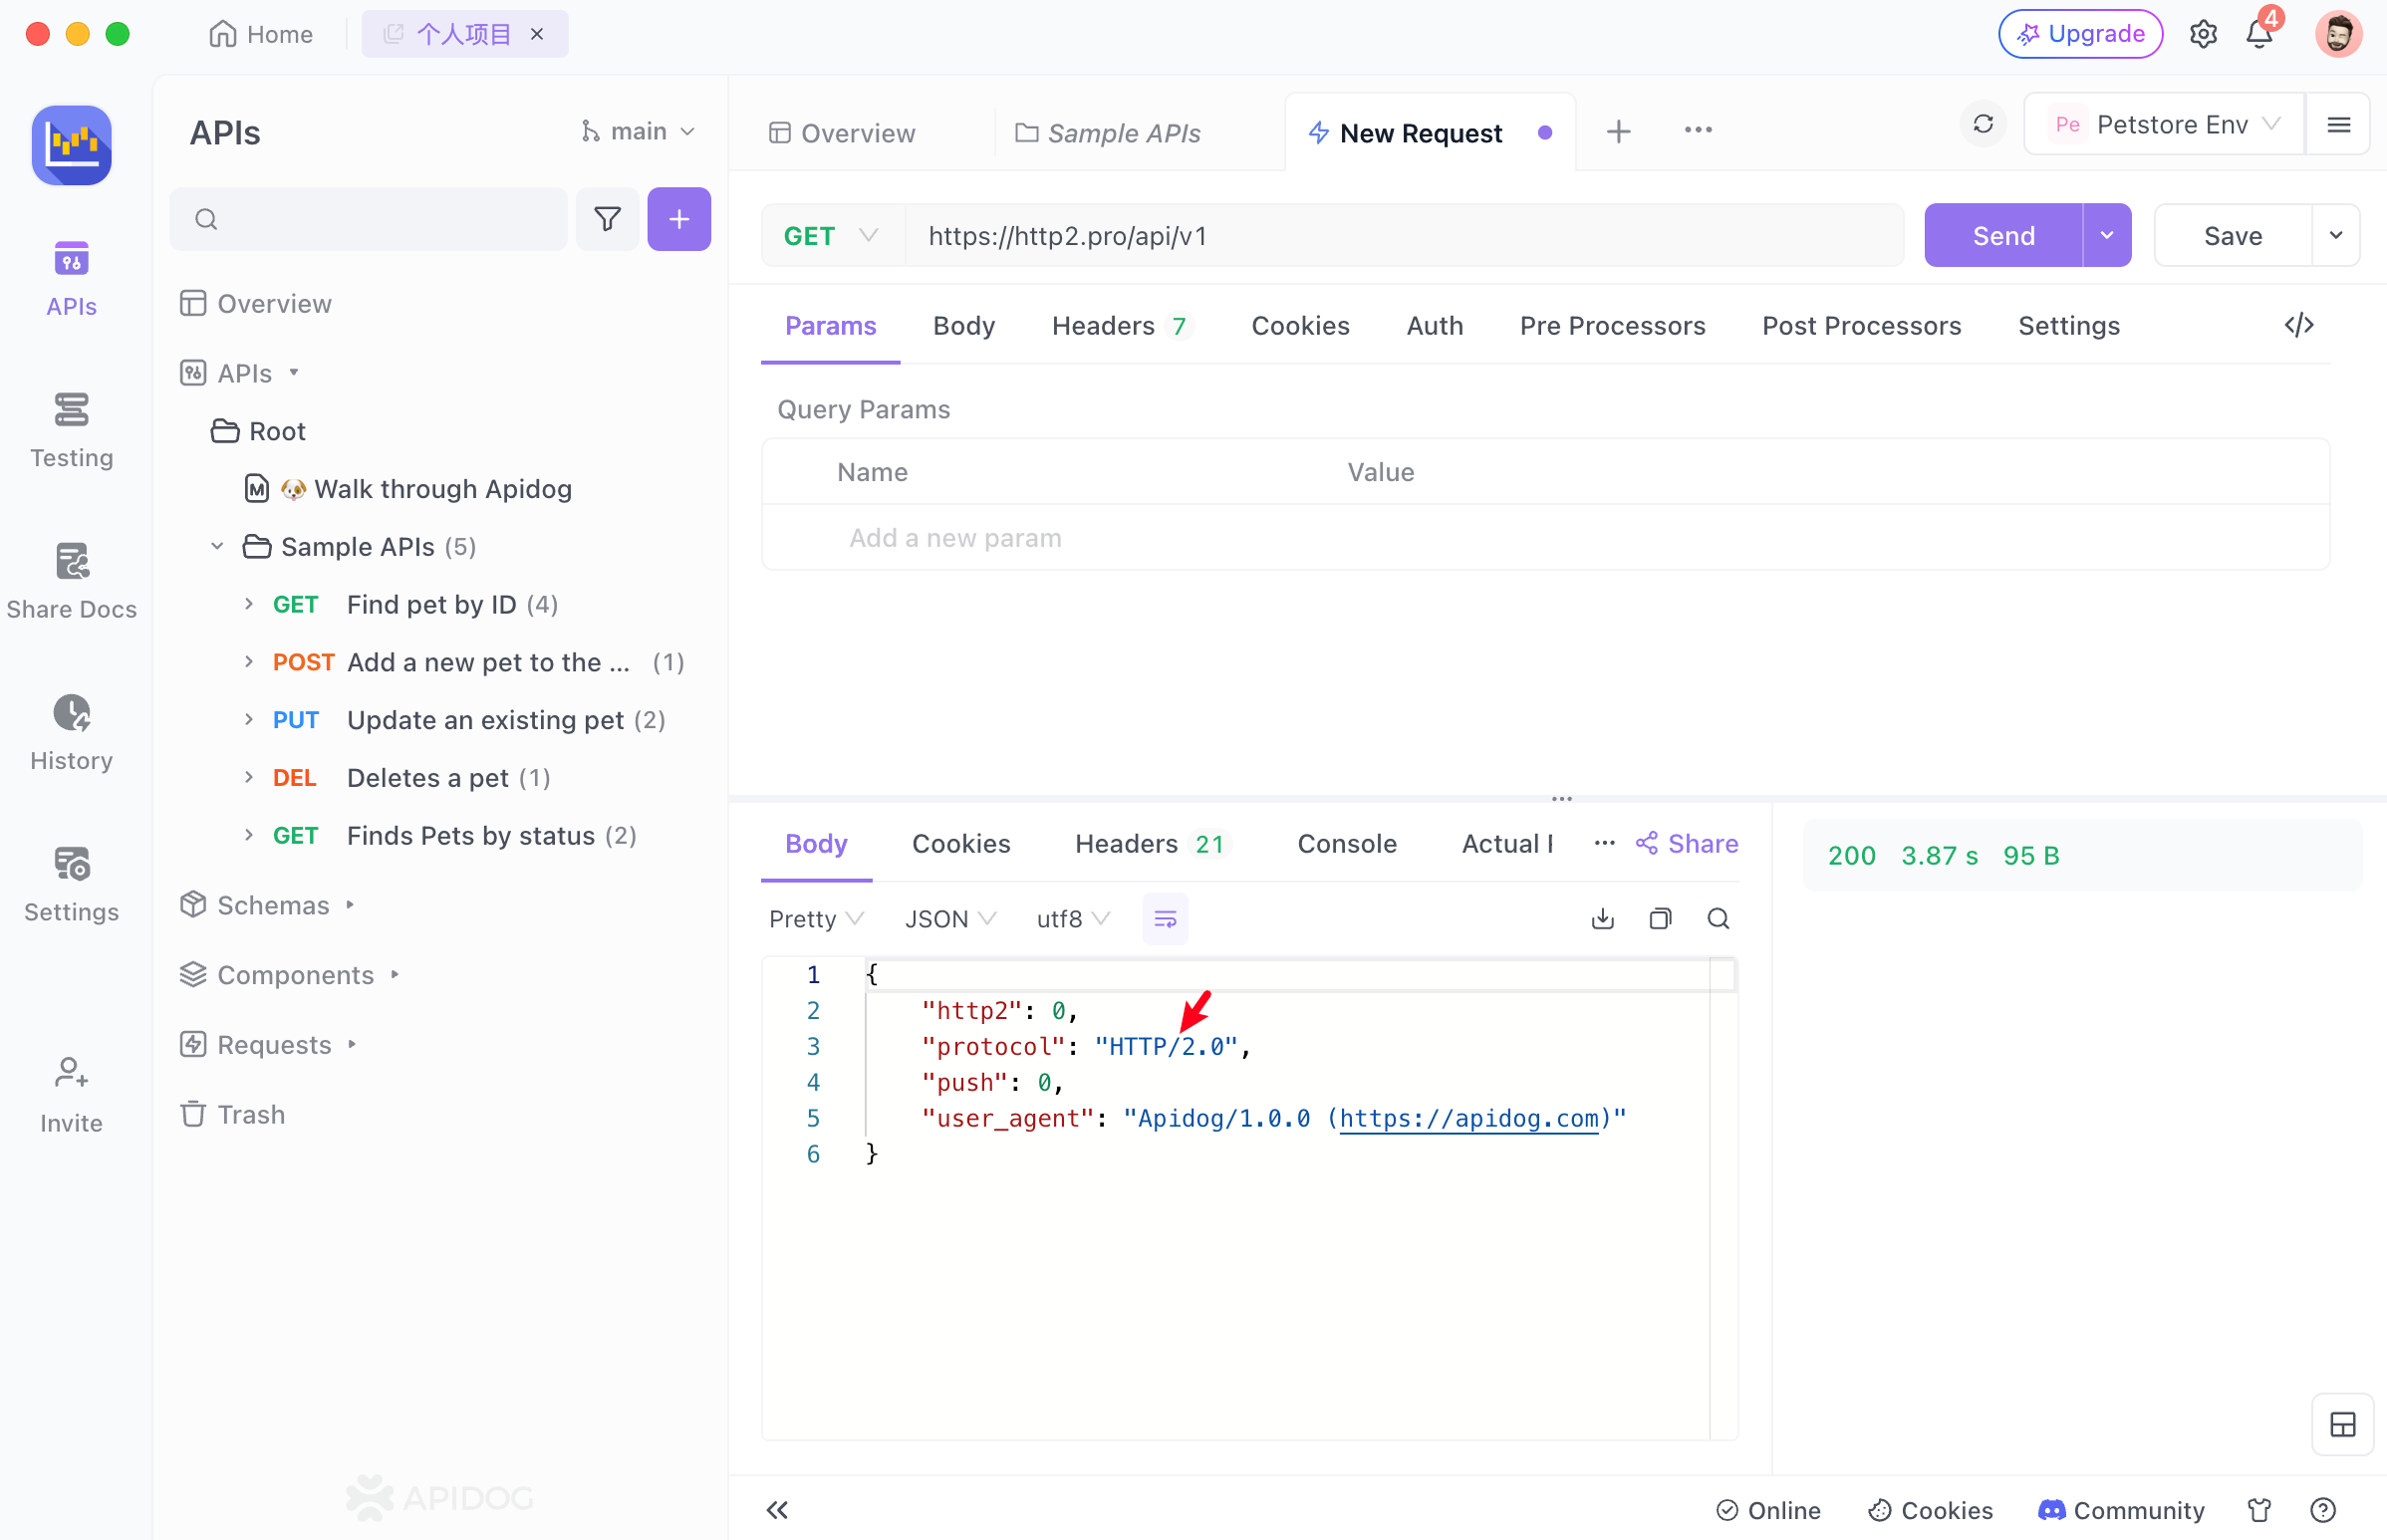 Home
个人项目
Upgrade
4
APIs
main
Overview
Sample APIs
New Request
Pe Petstore Env
GET
https://http2.pro/api/v1
Send
Save
APIs
Testing
Share Docs
History
Settings
Invite
Overview
APIs
Root
Walk through Apidog
Sample APIs (5)
GET Find pet by ID (4)
POST Add a new pet to the ... (1)
PUT Update an existing pet (2)
DEL Deletes a pet (1)
GET Finds Pets by status (2)
Schemas
Components
Requests
Trash
APIDOG
Params Body Headers 7 Cookies Auth Pre Processors Post Processors Settings
Query Params
Name Value
Add a new param
Body Cookies Headers 21 Console Actual Share
200 3.87 s 95 B
Pretty JSON utf8
1 {
2 "http2": 0,
3 "protocol": "HTTP/2.0",
4 "push": 0,
5 "user_agent": "Apidog/1.0.0 (https://apidog.com)"
6 }
Online Cookies Community